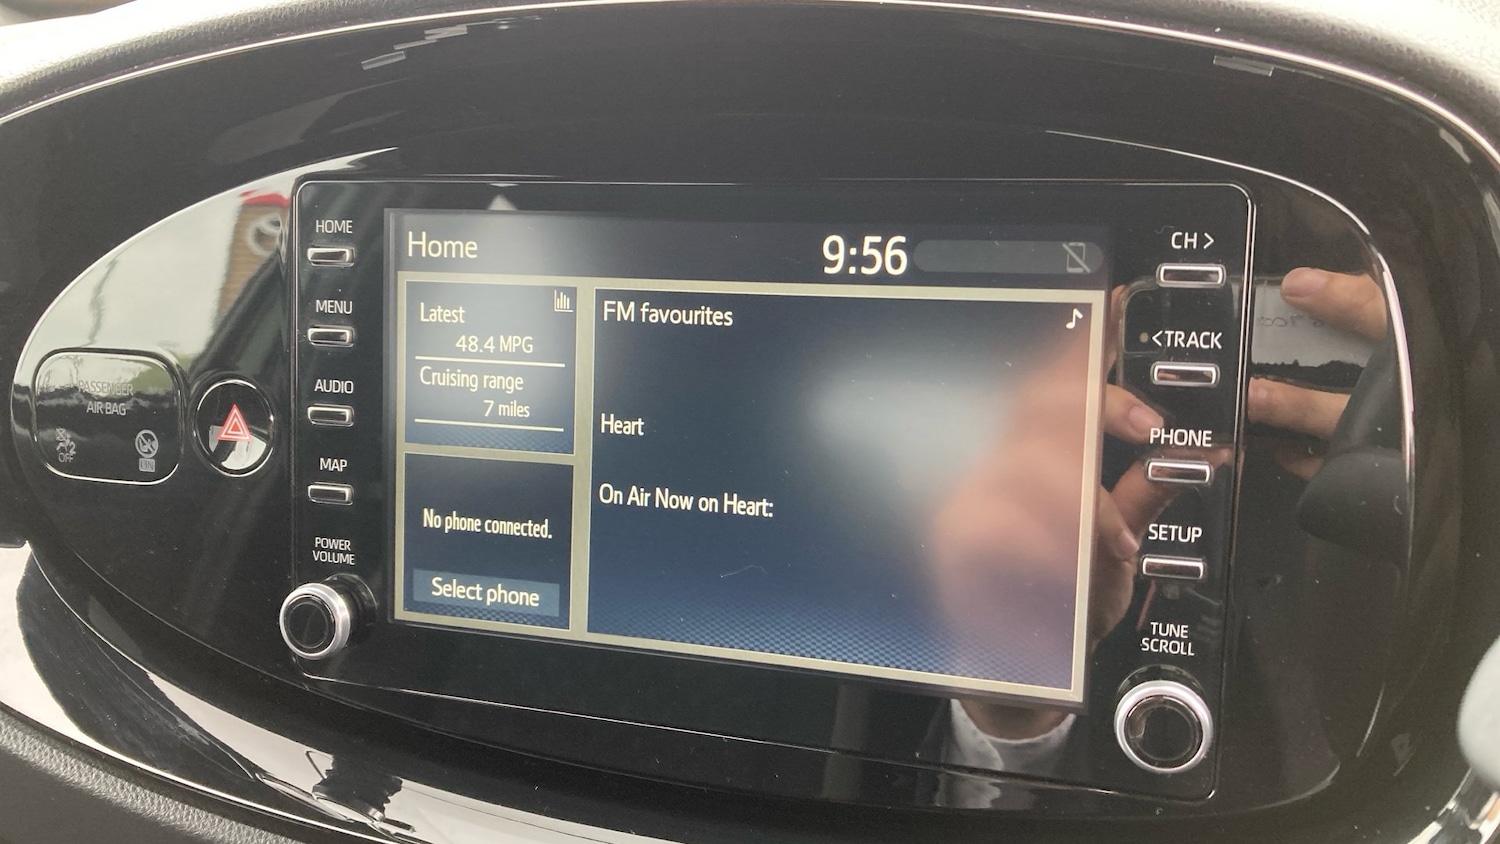 HOME
MENU
AUDIO
MAP
POWER
VOLUME
PASSENGER
AIR BAG
OFF
Home
9:56
Latest
48.4 MPG
Cruising range
7 miles
No phone connected.
Select phone
FM favourites
Heart
On Air Now on Heart:
CH >
<TRACK
PHONE
SETUP
TUNE
SCROLL